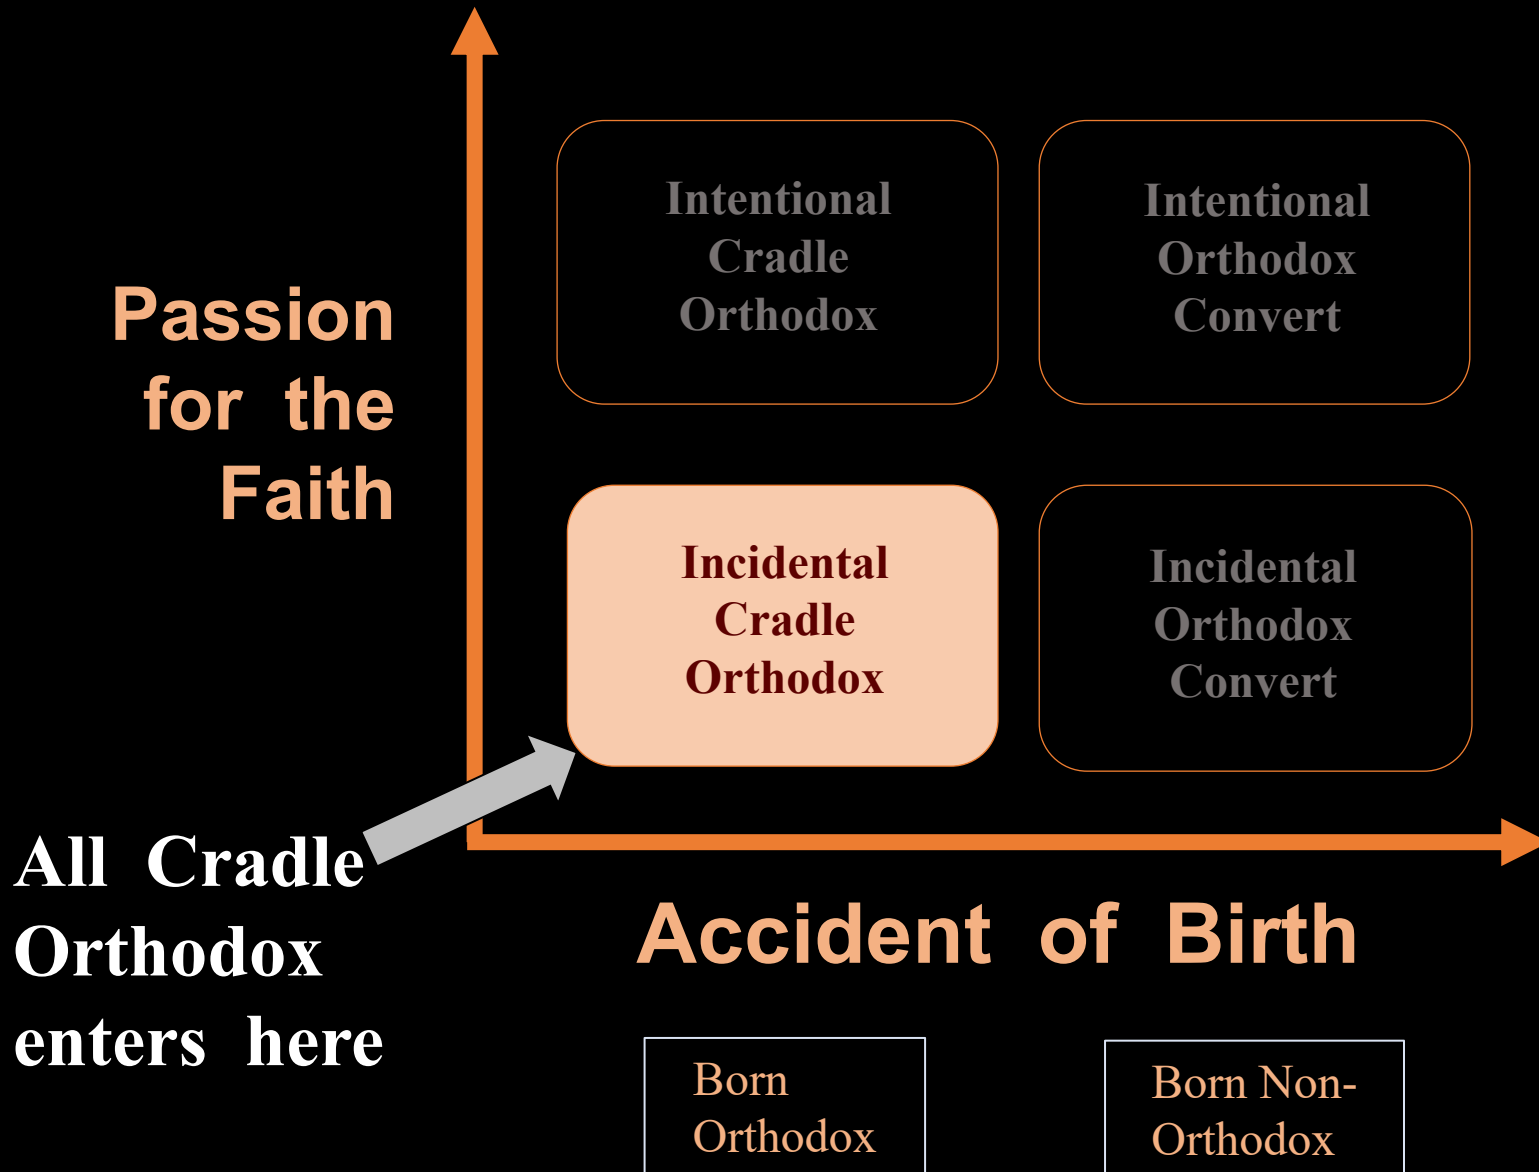 Intentional
Cradle
Orthodox
Intentional
Orthodox
Convert
Passion
for the
Faith
Incidental
Cradle
Orthodox
Incidental
Orthodox
Convert
All Cradle
Orthodox
enters here
Accident of Birth
Born
Orthodox
Born Non-
Orthodox